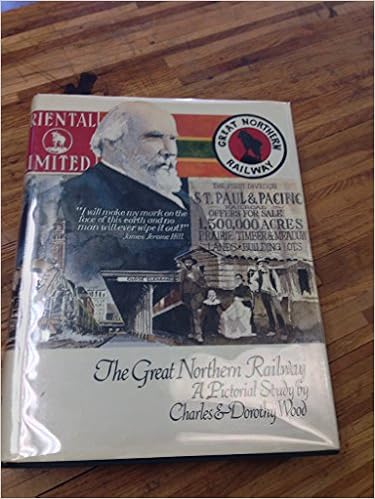 RIENTAL
IMITED
GREAT NORTHERN
RAILWAY
THE FIRST DIVISION
ST. PAUL & PACIFIC
RAILROAD
OFFERS FOR SALE
1,500,000 ACRES
PRAIRIE, TIMBER & MEADOW
LANDS • BUILDING LOTS
"I will make my mark on the
face of this earth and no
man will ever wipe it out!"
James Jerome Hill
The Great Northern Railway
A Pictorial Study by
Charles & Dorothy Wood